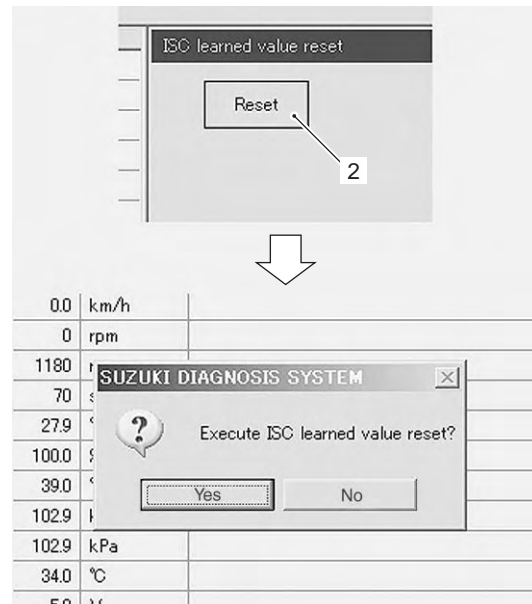 ISC learned value reset
Reset
2
0.0 km/h
0 rpm
1180
70
27.9
100.0
39.0
102.9
102.9 kPa
34.0 ℃
SUZUKI DIAGNOSIS SYSTEM
Execute ISC learned value reset?
Yes No